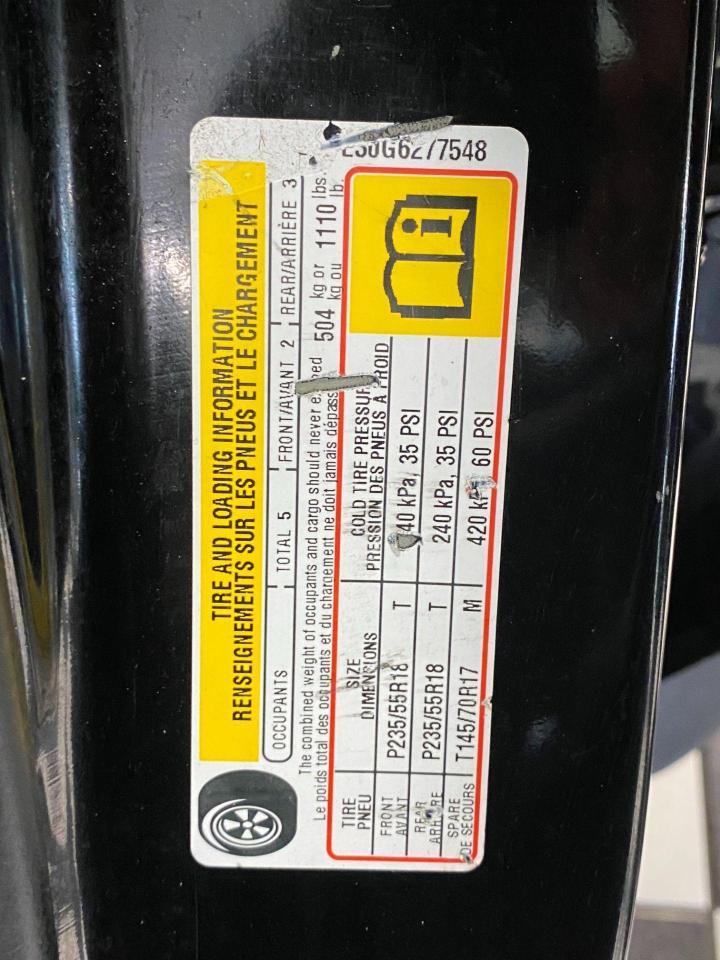 E30G6277548
TIRE AND LOADING INFORMATION
RENSEIGNEMENTS SUR LES PNEUS ET LE CHARGEMENT
OCCUPANTS TOTAL 5 FRONT/AVANT 2 REAR/ARRIÈRE 3
The combined weight of occupants and cargo should never 504 kg or 1110 lbs.
Le poids total des occupants et du chargement ne doit jamais kg ou lb.
TIRE SIZE COLD TIRE PRESSURE
PNEU DIMENSIONS PRESSION DES PNEUS À FROID
FRONT P235/55R18 T 240 kPa, 35 PSI
AVANT
REAR P235/55R18 T 240 kPa, 35 PSI
ARRIÈRE
SPARE T145/70R17 M 420 kPa, 60 PSI
DE SECOURS